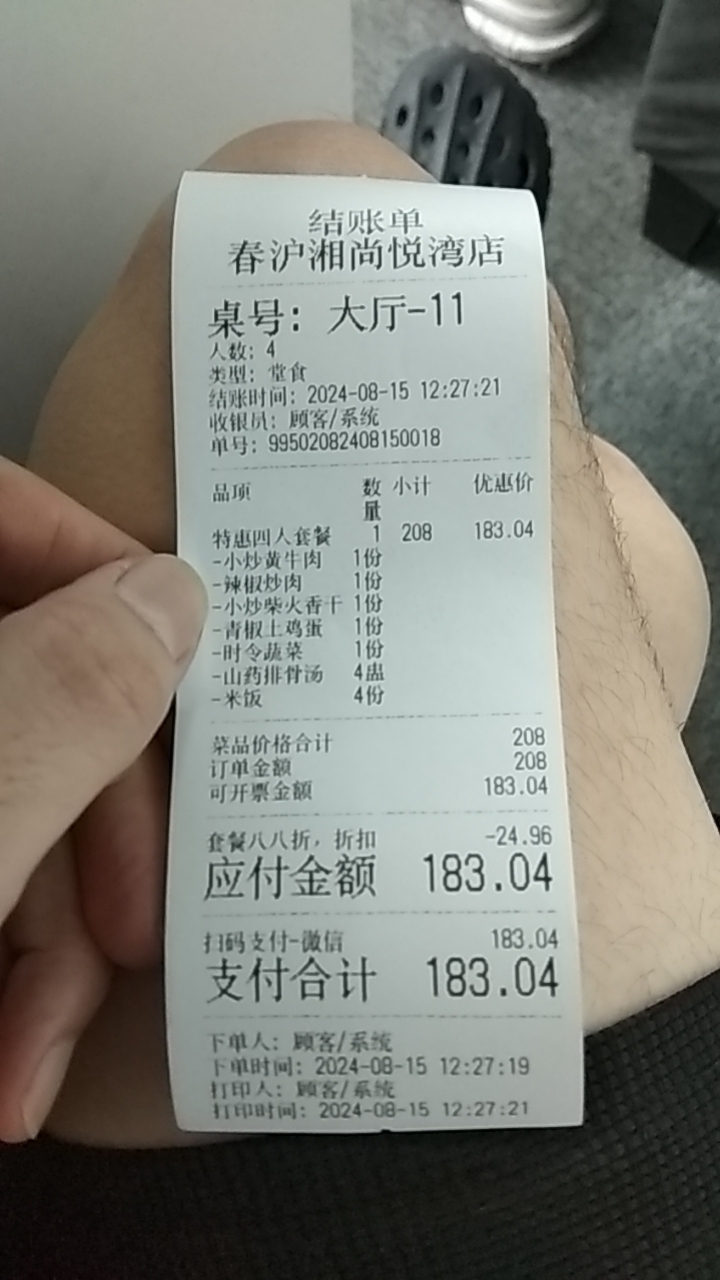 结账单
春沪湘尚悦湾店
桌号: 大厅-11
人数: 4
类型: 堂食
结账时间: 2024-08-15 12:27:21
收银员: 顾客/系统
单号: 99502082408150018
品项 数量 小计 优惠价
特惠四人套餐 1 208 183.04
-小炒黄牛肉 1份
-辣椒炒肉 1份
-小炒柴火香干 1份
-青椒土鸡蛋 1份
-时令蔬菜 1份
-山药排骨汤 4盅
-米饭 4份
菜品价格合计 208
订单金额 208
可开票金额 183.04
套餐八八折，折扣 -24.96
应付金额 183.04
扫码支付-微信 183.04
支付合计 183.04
下单人: 顾客/系统
下单时间: 2024-08-15 12:27:19
打印人: 顾客/系统
打印时间: 2024-08-15 12:27:21